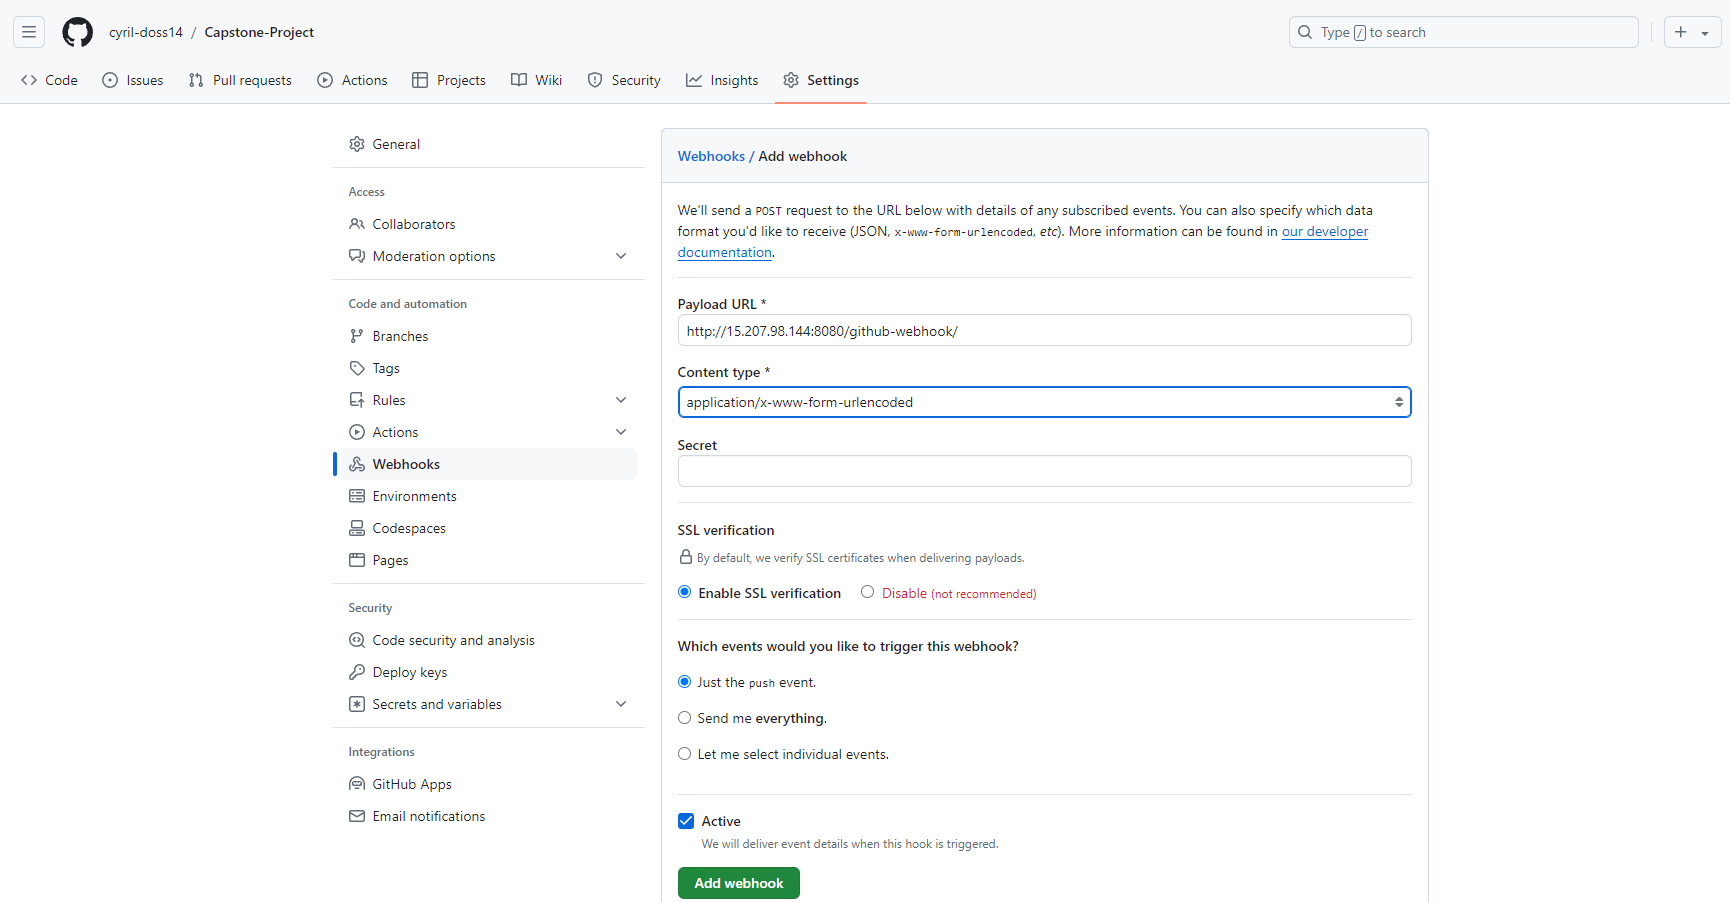 cyril-doss14 / Capstone-Project
Type / to search
Code Issues Pull requests Actions Projects Wiki Security Insights Settings
General
Access
Collaborators
Moderation options
Code and automation
Branches
Tags
Rules
Actions
Webhooks
Environments
Codespaces
Pages
Security
Code security and analysis
Deploy keys
Secrets and variables
Integrations
GitHub Apps
Email notifications
Webhooks / Add webhook
We'll send a POST request to the URL below with details of any subscribed events. You can also specify which data
format you'd like to receive (JSON, x-www-form-urlencoded, etc). More information can be found in our developer
documentation.
Payload URL *
http://15.207.98.144:8080/github-webhook/
Content type *
application/x-www-form-urlencoded
Secret
SSL verification
By default, we verify SSL certificates when delivering payloads.
Enable SSL verification Disable (not recommended)
Which events would you like to trigger this webhook?
Just the push event.
Send me everything.
Let me select individual events.
Active
We will deliver event details when this hook is triggered.
Add webhook